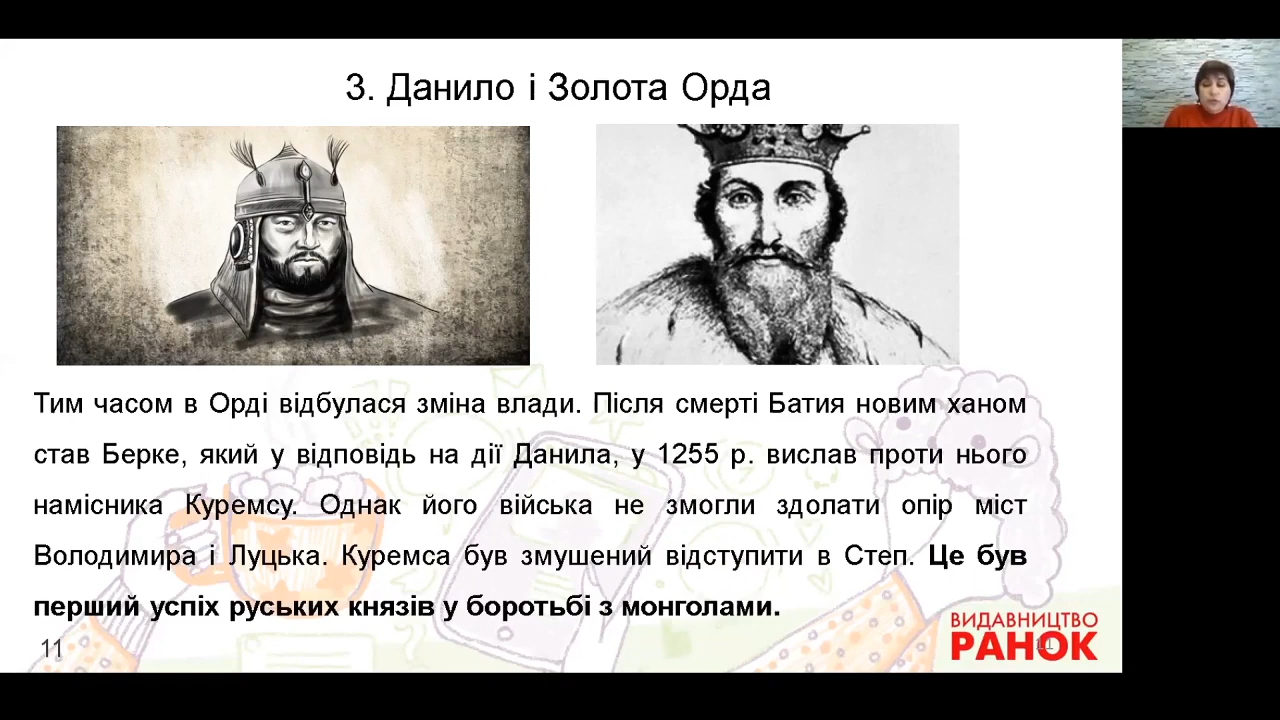 3. Данило і Золота Орда
Тим часом в Орді відбулася зміна влади. Після смерті Батия новим ханом
став Берке, який у відповідь на дії Данила, у 1255 р. вислав проти нього
намісника Куремсу. Однак його війська не змогли здолати опір міст
Володимира і Луцька. Куремса був змушений відступити в Степ. Це був
перший успіх руських князів у боротьбі з монголами.
11
ВИДАВНИЦТВО
РАНОК
11